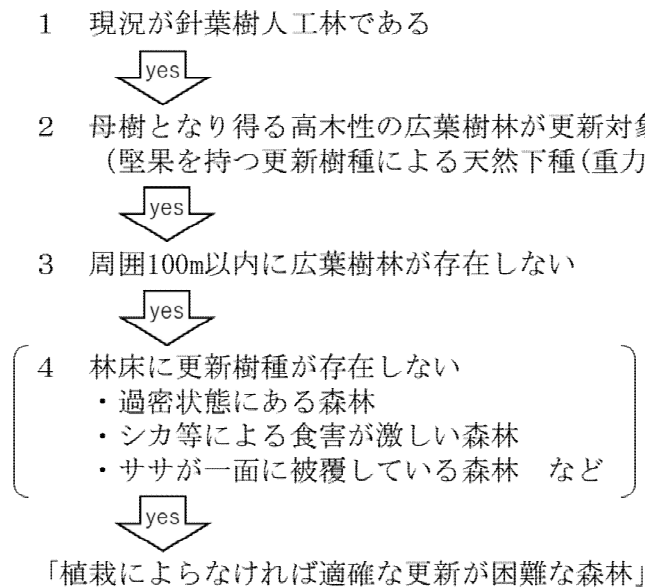 １　現況が針葉樹人工林である
yes
２　母樹となり得る高木性の広葉樹林が更新対
（堅果を持つ更新樹種による天然下種(重力
yes
３　周囲100m以内に広葉樹林が存在しない
yes
４　林床に更新樹種が存在しない
・過密状態にある森林
・シカ等による食害が激しい森林
・ササが一面に被覆している森林　など
yes
「植栽によらなければ適確な更新が困難な森林」